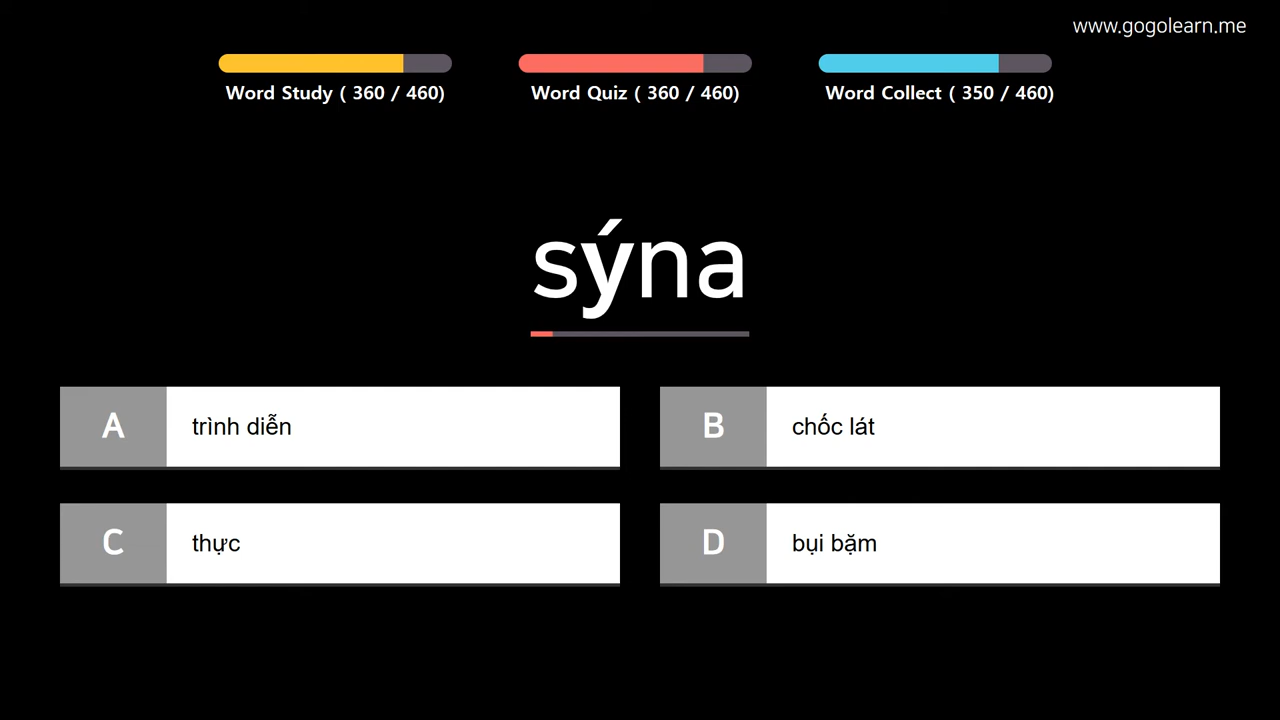 www.gogolearn.me
Word Study ( 360 / 460)
Word Quiz ( 360 / 460)
Word Collect ( 350 / 460)
sýna
A trình diễn
B chốc lát
C thực
D bụi bặm